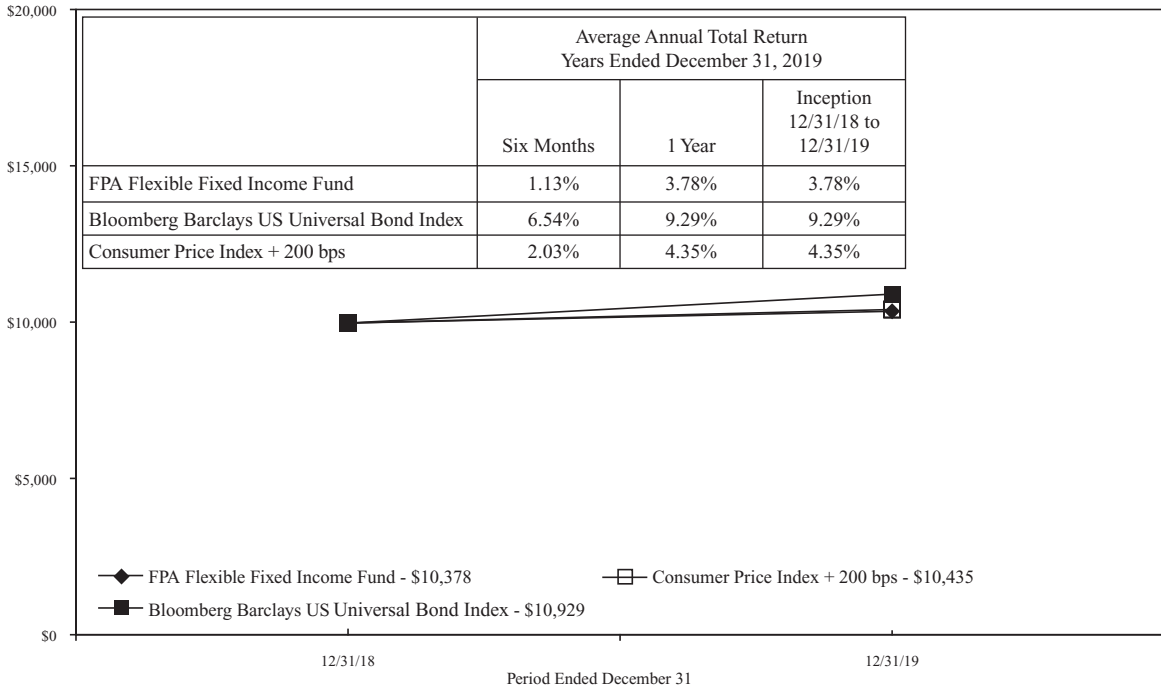 $20,000
Average Annual Total Return
Years Ended December 31, 2019
Six Months 1 Year Inception
12/31/18 to
12/31/19
$15,000
FPA Flexible Fixed Income Fund 1.13% 3.78% 3.78%
Bloomberg Barclays US Universal Bond Index 6.54% 9.29% 9.29%
Consumer Price Index + 200 bps 2.03% 4.35% 4.35%
$10,000
$5,000
FPA Flexible Fixed Income Fund - $10,378
Consumer Price Index + 200 bps - $10,435
Bloomberg Barclays US Universal Bond Index - $10,929
$0
12/31/18 12/31/19
Period Ended December 31